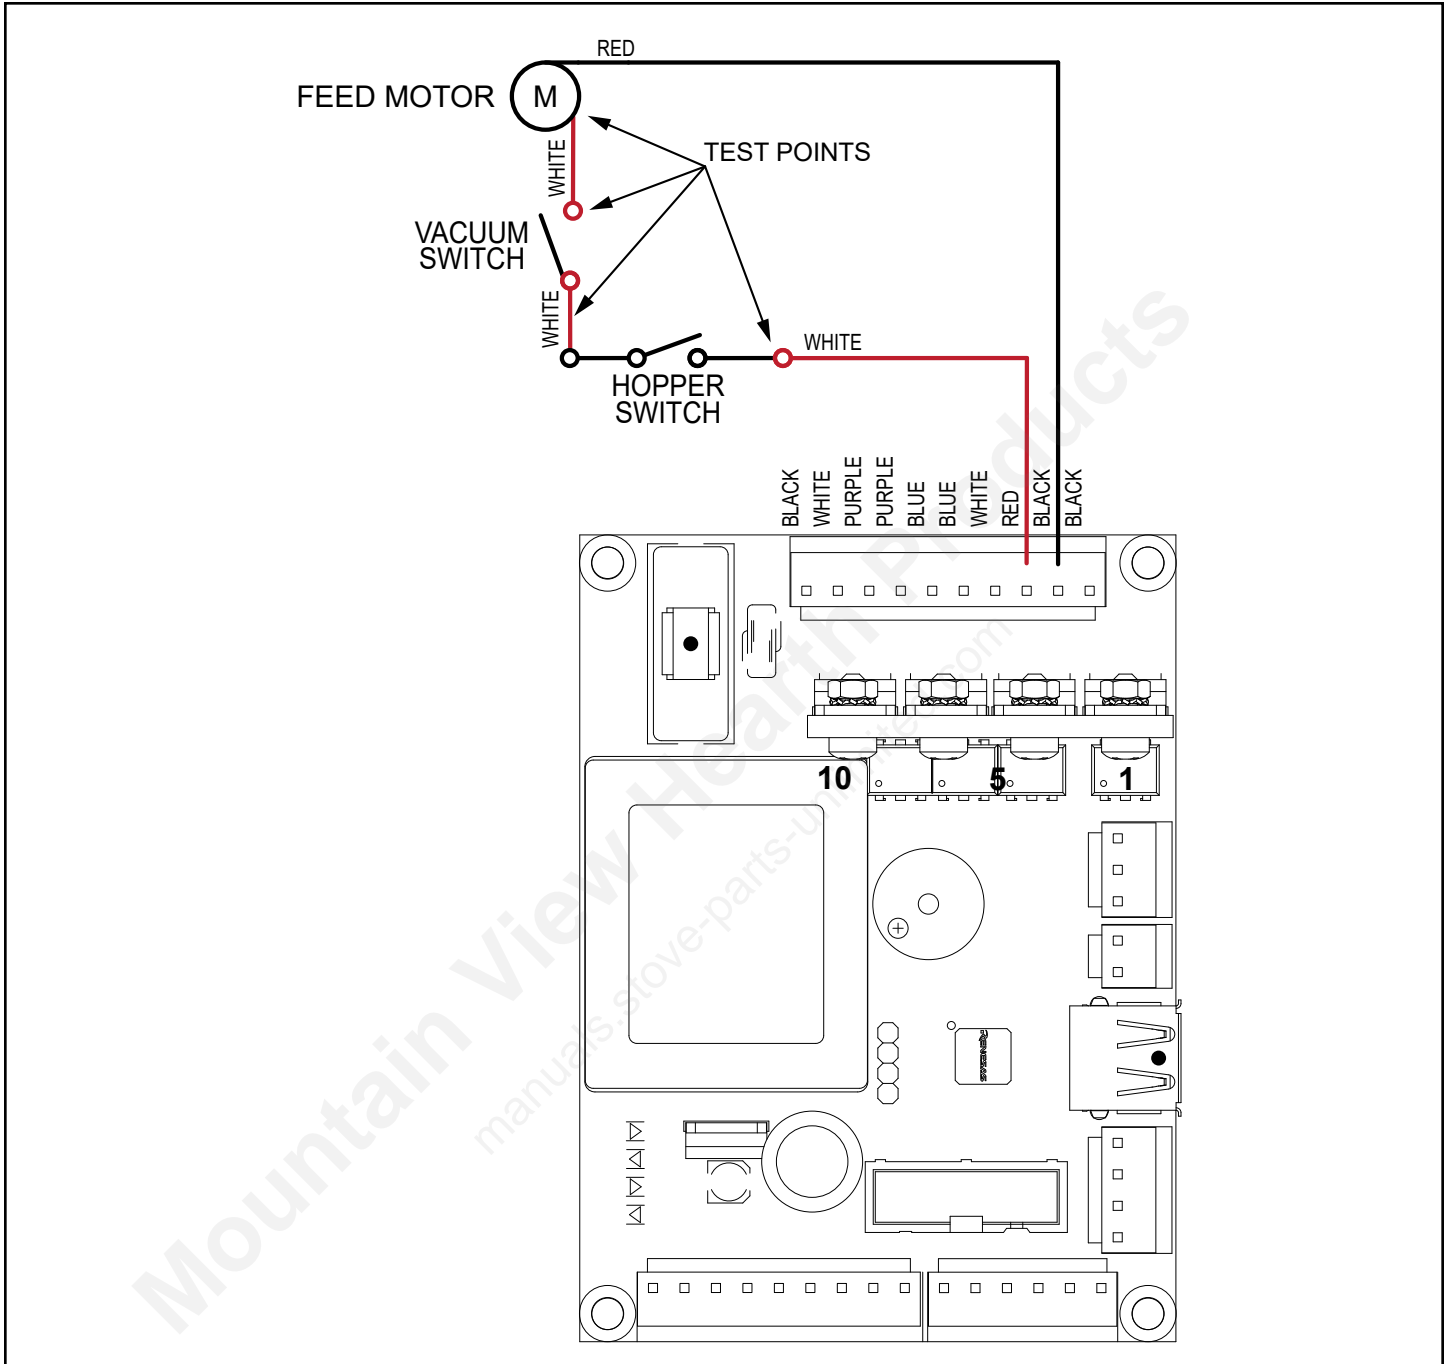 RED
FEED MOTOR
M
WHITE
TEST POINTS
VACUUM
SWITCH
WHITE
WHITE
HOPPER
SWITCH
BLACK
WHITE
PURPLE
PURPLE
BLUE
BLUE
WHITE
RED
BLACK
BLACK
10
5
1
RENESAS
Mountain View Hearth Products
manuals.stove-parts-unlimited.com